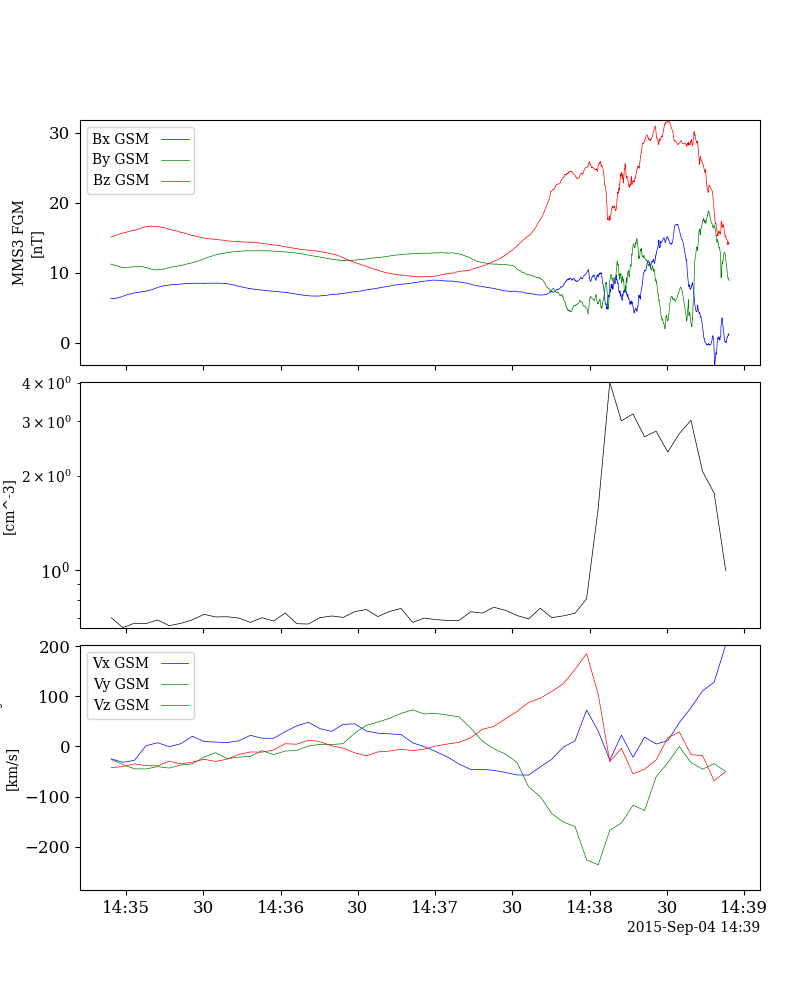 30
20
10
0
MMS3 FGM
[nT]
Bx GSM
By GSM
Bz GSM
4 × 10⁰
3 × 10⁰
2 × 10⁰
10⁰
[cm^-3]
200
100
0
−100
−200
[km/s]
Vx GSM
Vy GSM
Vz GSM
14:35 30 14:36 30 14:37 30 14:38 30 14:39
2015-Sep-04 14:39